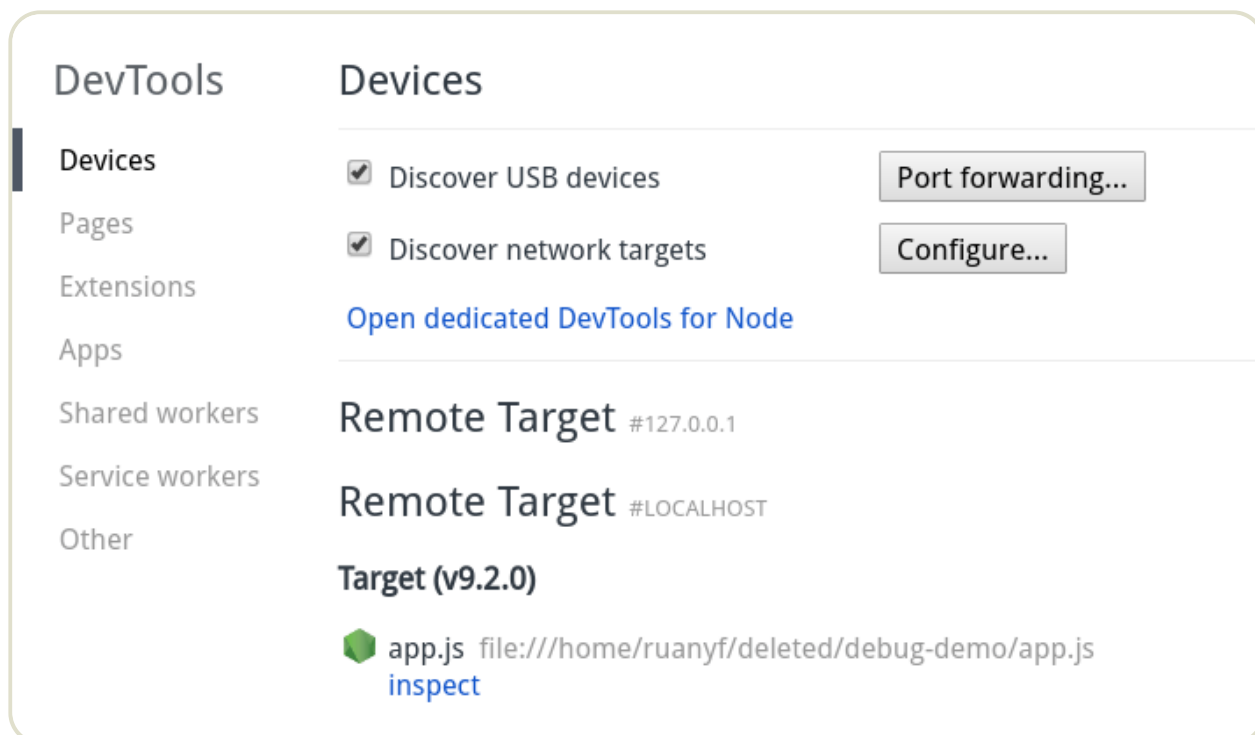 DevTools
Devices
Pages
Extensions
Apps
Shared workers
Service workers
Other
Devices
Discover USB devices
Port forwarding...
Discover network targets
Configure...
Open dedicated DevTools for Node
Remote Target #127.0.0.1
Remote Target #LOCALHOST
Target (v9.2.0)
app.js file:///home/ruanyf/deleted/debug-demo/app.js
inspect